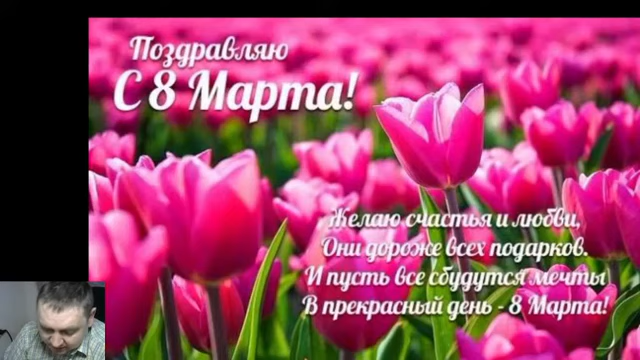 Поздравляю
С 8 Марта!
Желаю счастья и любви,
Они дороже всех подарков.
И пусть все сбудутся мечты
В прекрасный день - 8 Марта!